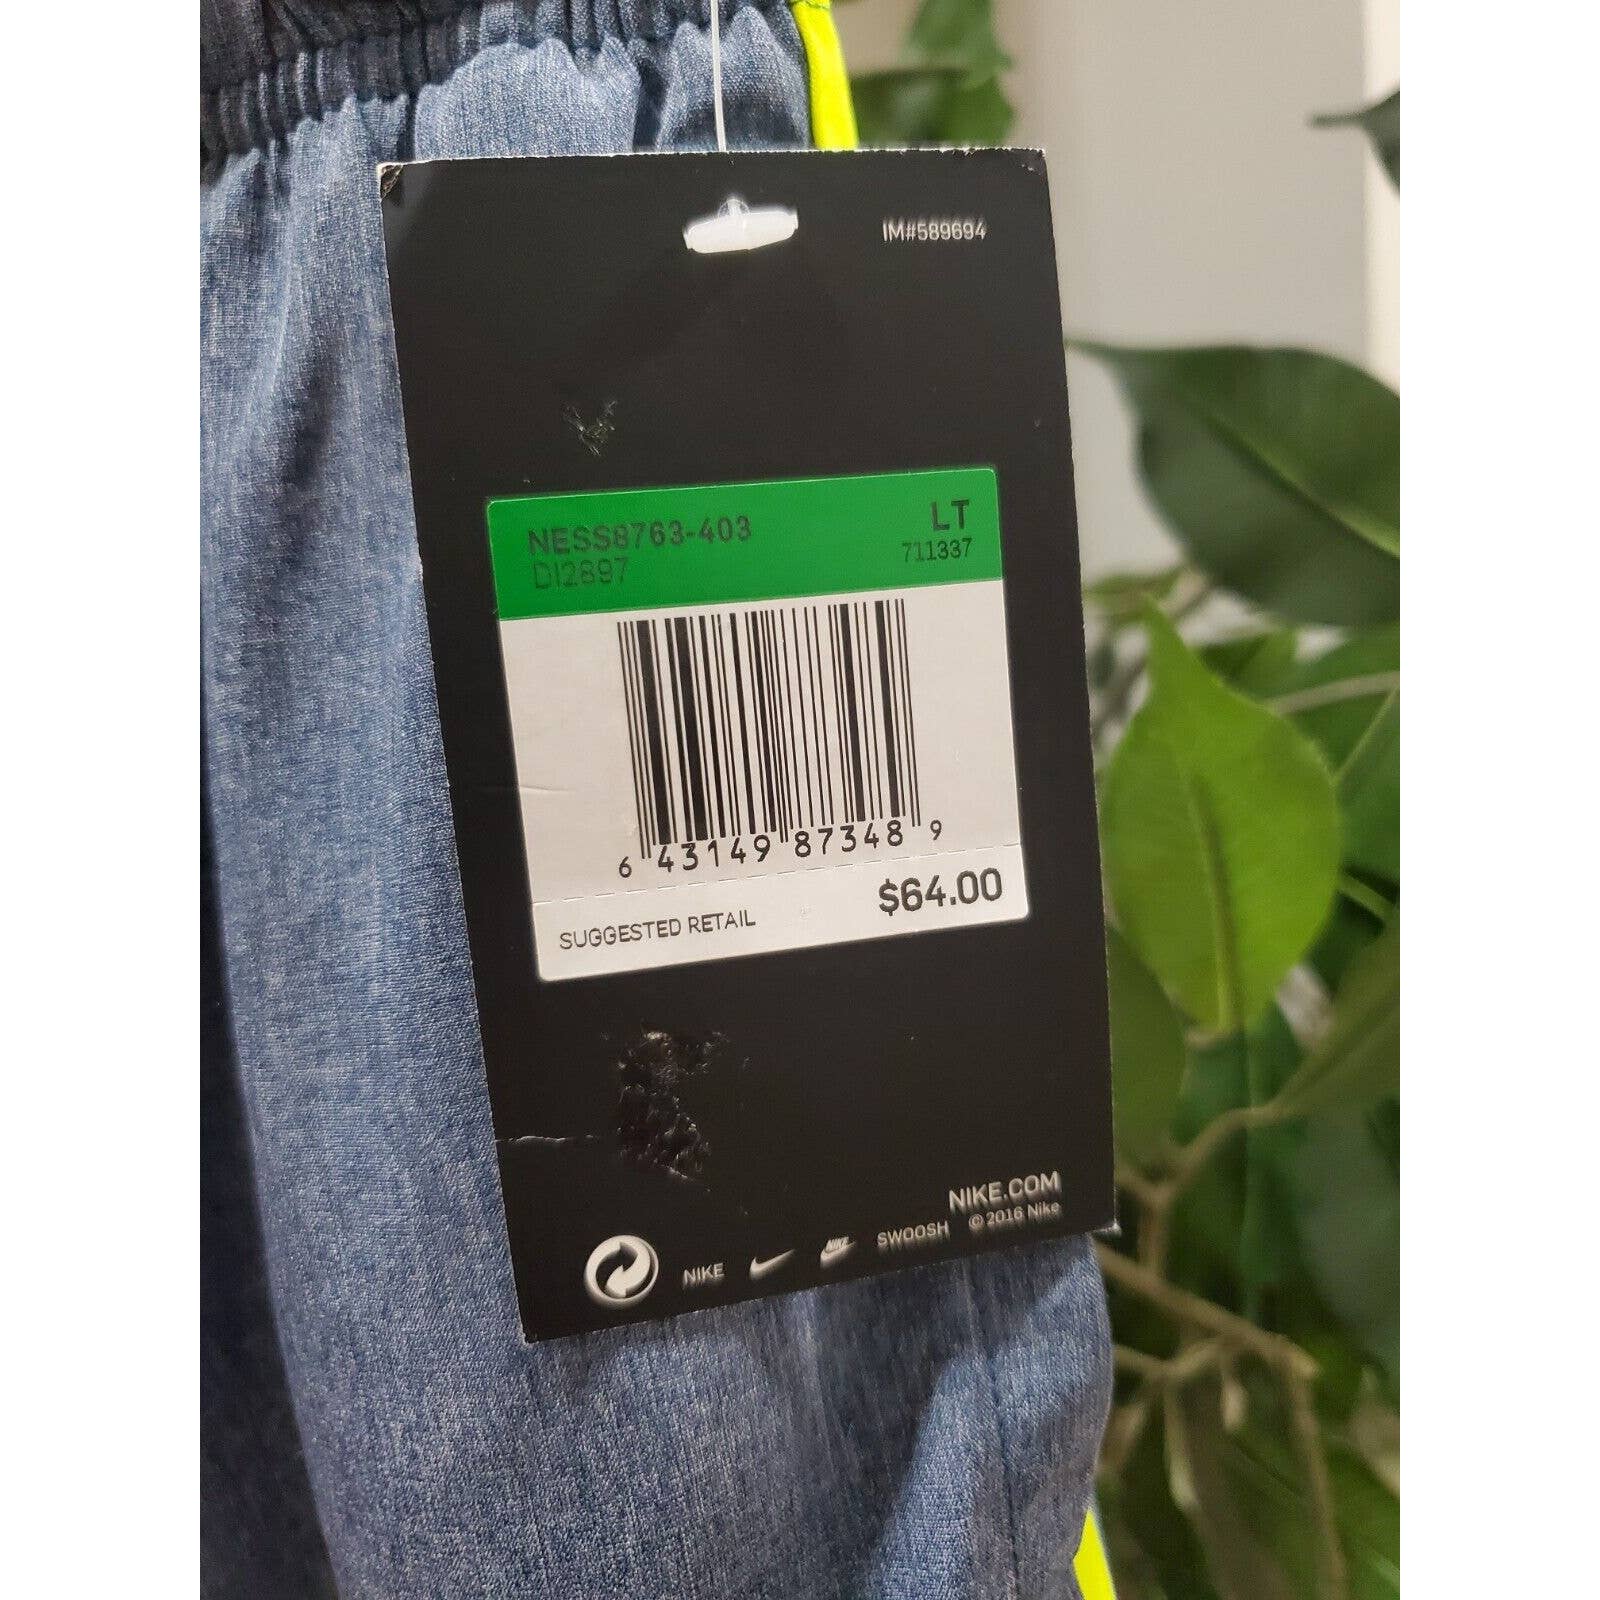 IM#589694
NESS8763-403
LT
DI2897
711337
6 43149 87348 9
SUGGESTED RETAIL
$64.00
NIKE.COM
© 2016 Nike
NIKE
NIKE
SWOOSH